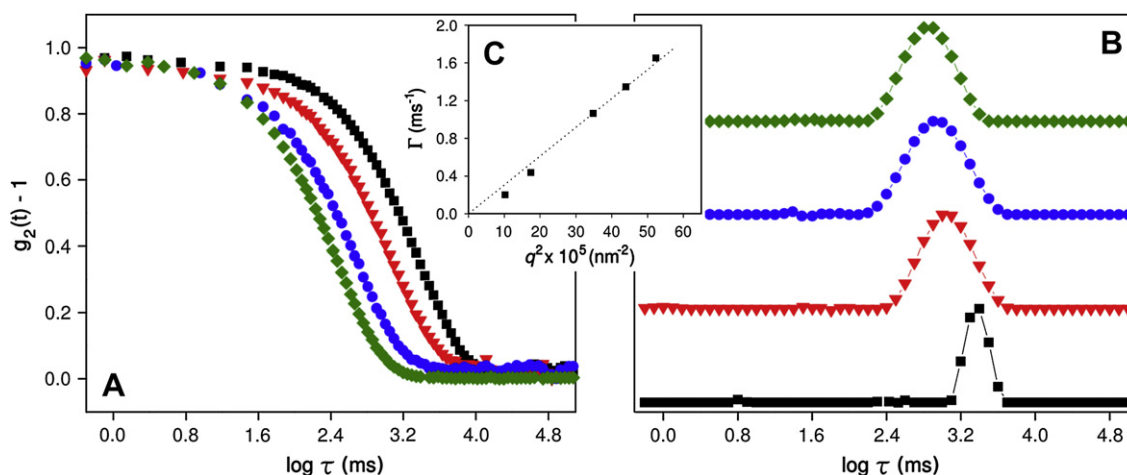 A
g₂(t) - 1
1.0
0.8
0.6
0.4
0.2
0.0
0.0 0.8 1.6 2.4 3.2 4.0 4.8
log τ (ms)
C
Γ (ms⁻¹)
2.0
1.6
1.2
0.8
0.4
0.0
0 10 20 30 40 50 60
q² x 10⁵ (nm⁻²)
B
0.0 0.8 1.6 2.4 3.2 4.0 4.8
log τ (ms)